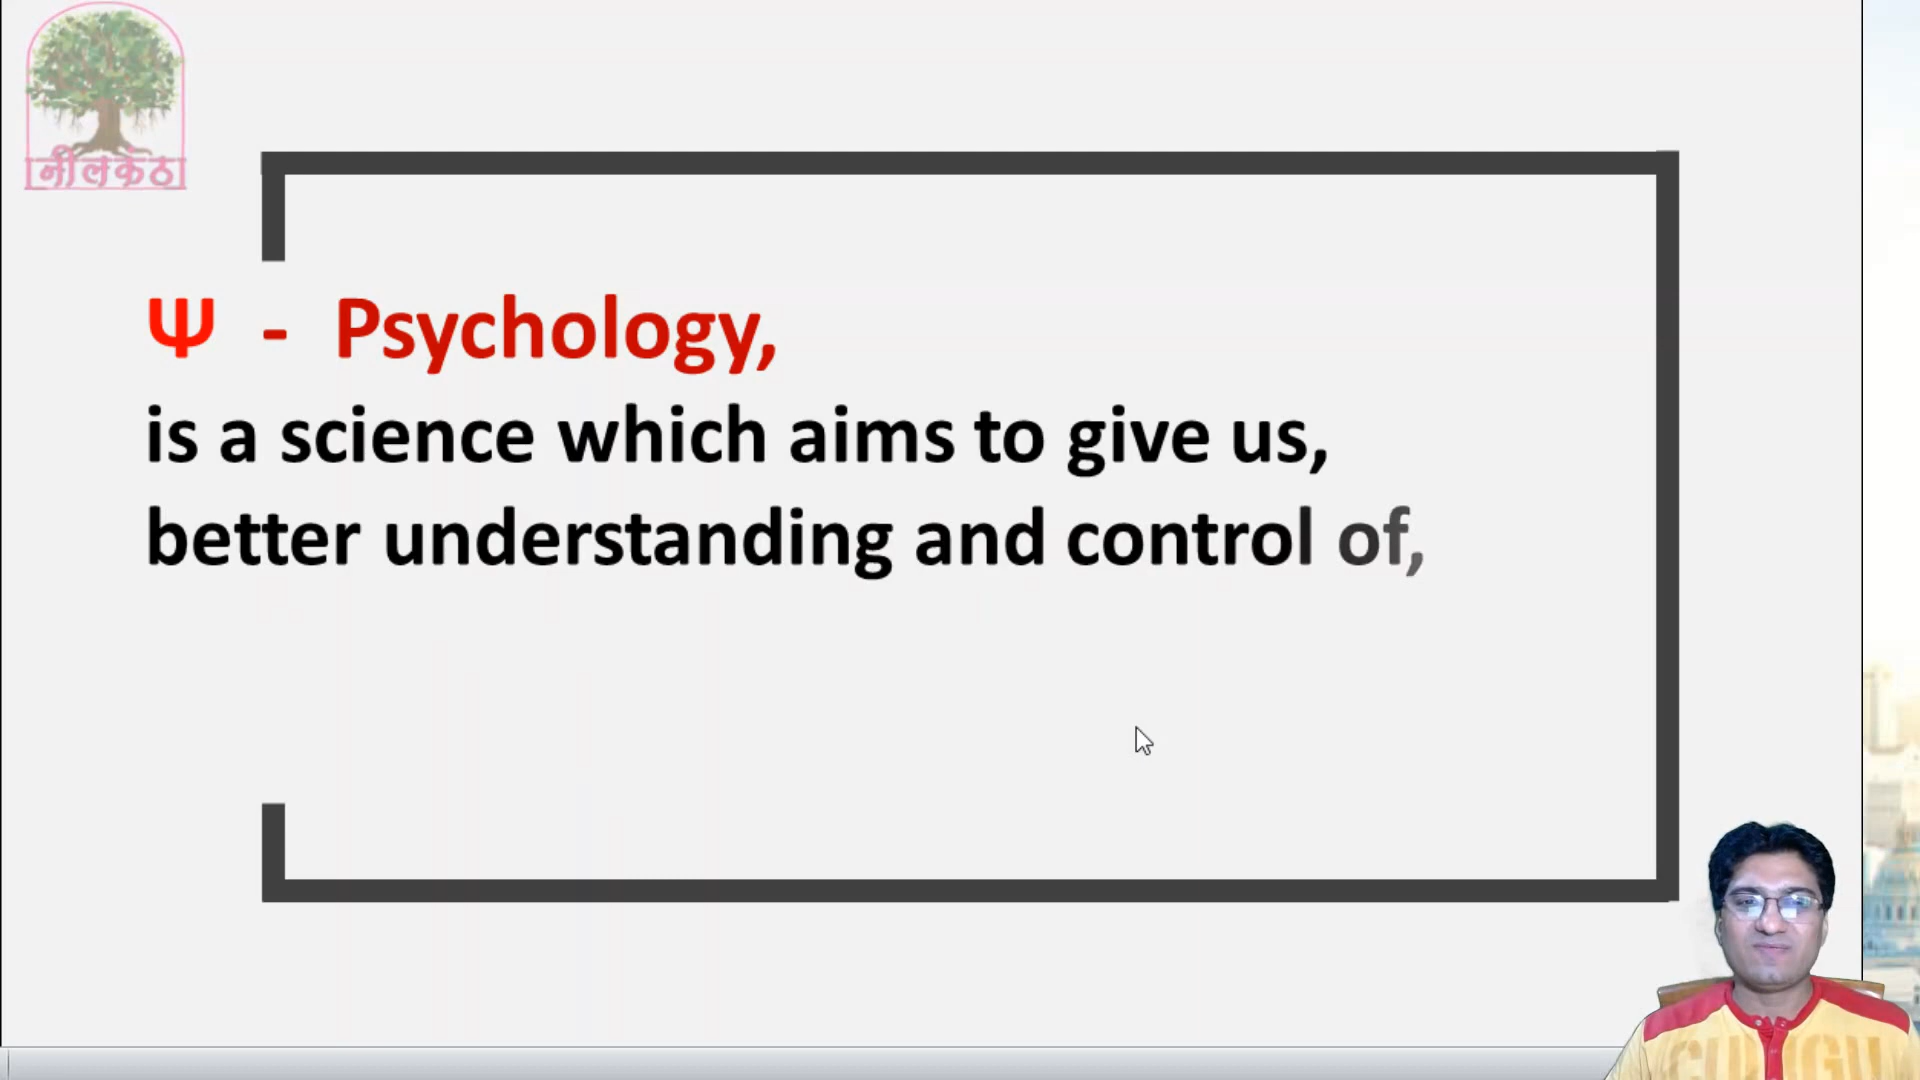 नीलकंठ
Ψ - Psychology,
is a science which aims to give us,
better understanding and control of,